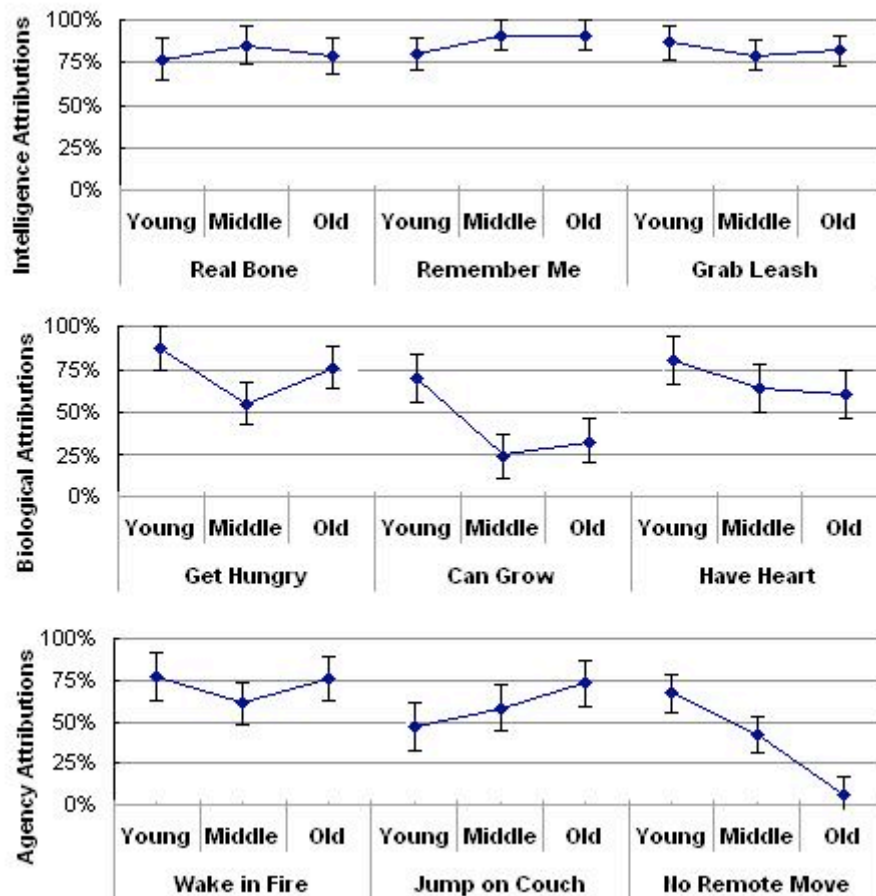 Intelligence Attributions
100%
75%
50%
25%
0%
Young Middle Old Young Middle Old Young Middle Old
Real Bone Remember Me Grab Leash
Biological Attributions
100%
75%
50%
25%
0%
Young Middle Old Young Middle Old Young Middle Old
Get Hungry Can Grow Have Heart
Agency Attributions
100%
75%
50%
25%
0%
Young Middle Old Young Middle Old Young Middle Old
Wake in Fire Jump on Couch No Remote Move